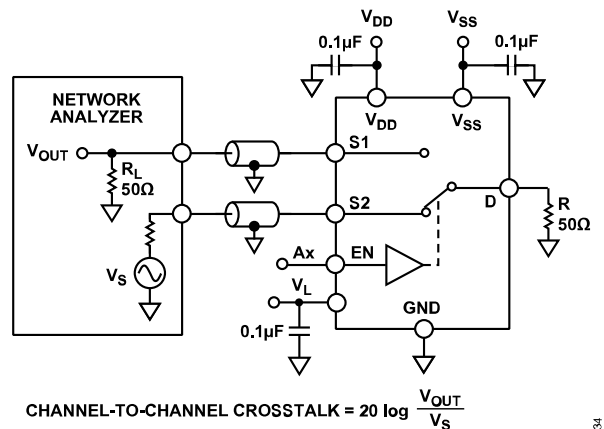 VDD
VSS
0.1µF
0.1µF
NETWORK
ANALYZER
VDD
VSS
VOUT
RL
50Ω
S1
S2
D
R
50Ω
VS
Ax
EN
VL
GND
0.1µF
CHANNEL-TO-CHANNEL CROSSTALK = 20 log VOUT
VS
34